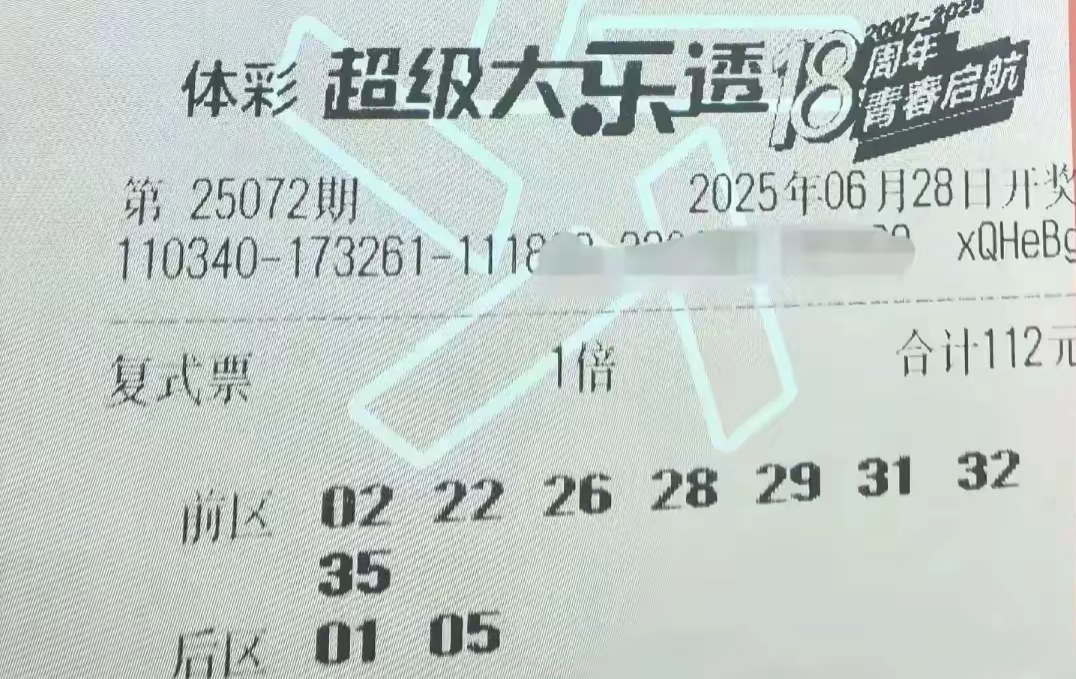 体彩 超级大乐透 18 2007-2025
周年
青春启航
第 25072期 2025年06月28日开奖
110340-173261-1118 xQHeBg
复式票 1倍 合计112元
前区 02 22 26 28 29 31 32
35
后区 01 05